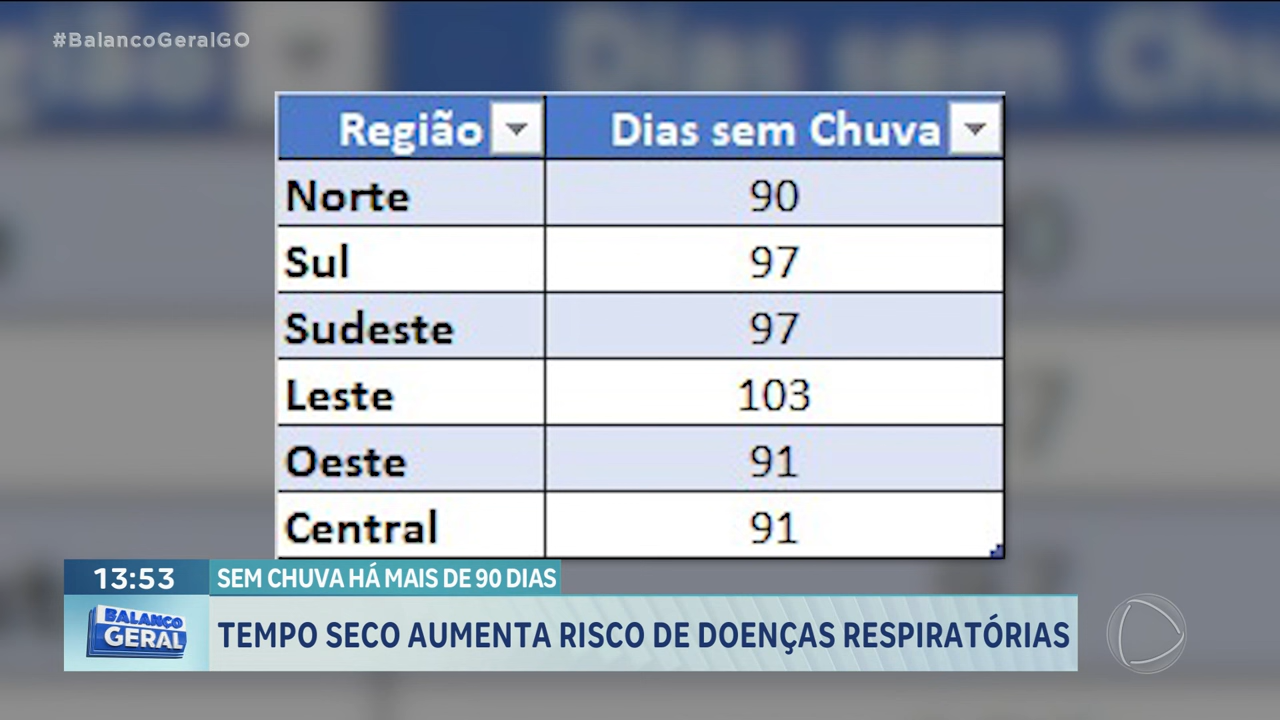 #BalancoGeralGO
Região Dias sem Chuva
Norte 90
Sul 97
Sudeste 97
Leste 103
Oeste 91
Central 91
13:53 SEM CHUVA HÁ MAIS DE 90 DIAS
BALANÇO
GERAL
TEMPO SECO AUMENTA RISCO DE DOENÇAS RESPIRATÓRIAS